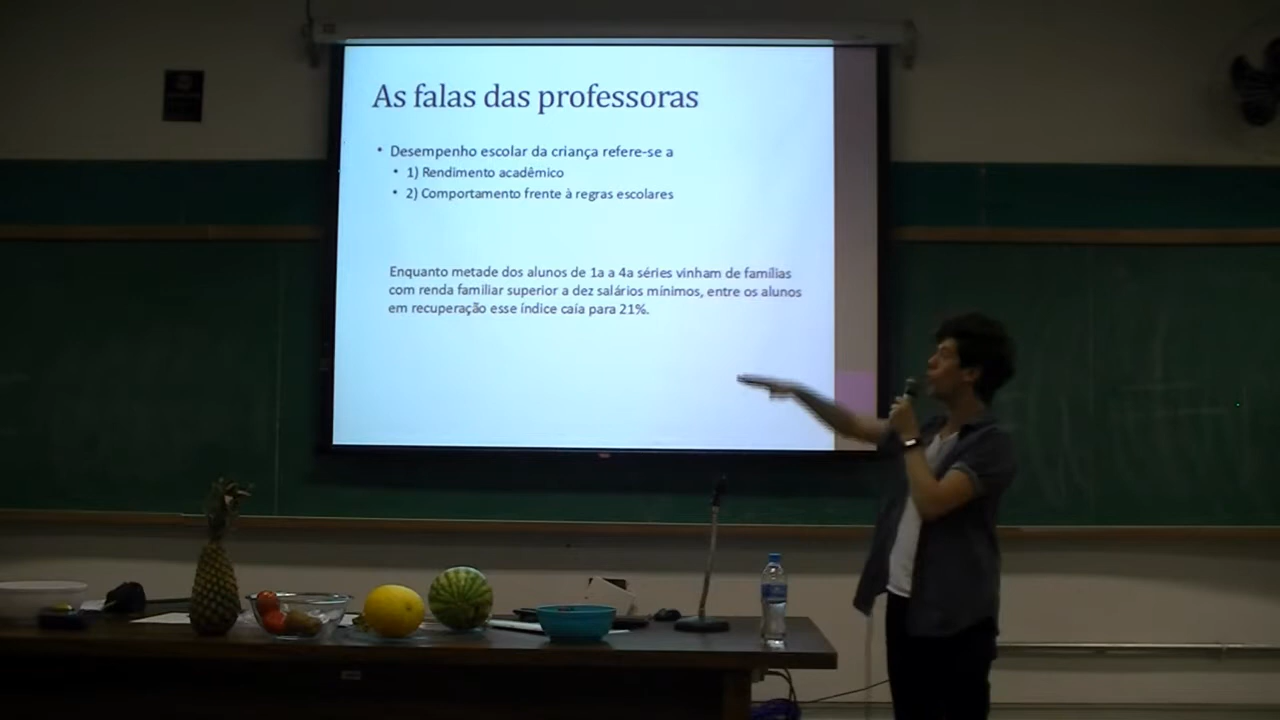 As falas das professoras
• Desempenho escolar da criança refere-se a
• 1) Rendimento acadêmico
• 2) Comportamento frente à regras escolares
Enquanto metade dos alunos de 1a a 4a séries vinham de famílias
com renda familiar superior a dez salários mínimos, entre os alunos
em recuperação esse índice caía para 21%.